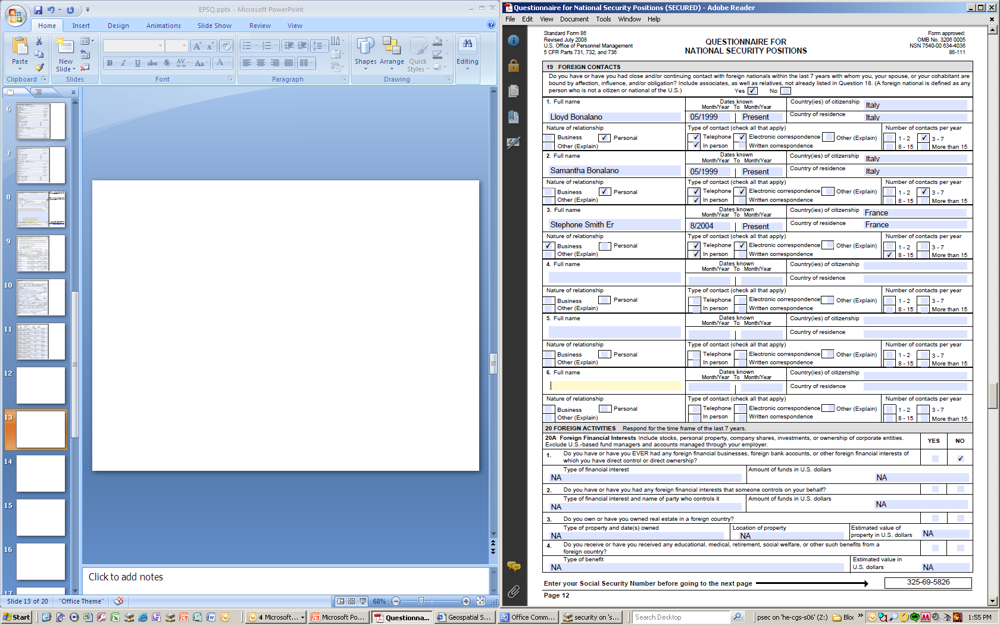 EPSQ.pptx - Microsoft PowerPoint
Home Insert Design Animations Slide Show Review View
Paste
New Slide
Shapes Arrange Quick Styles
Editing
B I U abc S AV Aa A
Clipboard Slides Font Paragraph Drawing
6
7
8
9
10
11
12
13
14
15
16
17
Click to add notes
Slide 13 of 20 "Office Theme" 68%
Questionnaire for National Security Positions (SECURED) - Adobe Reader
File Edit View Document Tools Window Help
Standard Form 86
Revised July 2008
U.S. Office of Personnel Management
5 CFR Parts 731, 732, and 736
QUESTIONNAIRE FOR
NATIONAL SECURITY POSITIONS
Form approved:
OMB No. 3206 0005
NSN 7540-00 634-4036
86-111
19 FOREIGN CONTACTS
Do you have or have you had close and/or continuing contact with foreign nationals within the last 7 years with whom you, your spouse, or your cohabitant are
bound by affection, influence, and/or obligation? Include associates, as well as relatives, not already listed in Question 18. (A foreign national is defined as any
person who is not a citizen or national of the U.S.) Yes ✓ No
1. Full name Dates known Country(ies) of citizenship Italy
Month/Year To Month/Year
Lloyd Bonalano 05/1999 Present Country of residence Italy
Nature of relationship Type of contact (check all that apply) Number of contacts per year
Business ✓ Personal ✓ Telephone ✓ Electronic correspondence Other (Explain) 1 - 2 ✓ 3 - 7
Other (Explain) ✓ In person Written correspondence 8 - 15 More than 15
2. Full name Dates known Country(ies) of citizenship Italy
Month/Year To Month/Year
Samantha Bonalano 05/1999 Present Country of residence Italy
Nature of relationship Type of contact (check all that apply) Number of contacts per year
Business ✓ Personal ✓ Telephone ✓ Electronic correspondence Other (Explain) 1 - 2 ✓ 3 - 7
Other (Explain) ✓ In person Written correspondence 8 - 15 More than 15
3. Full name Dates known Country(ies) of citizenship France
Month/Year To Month/Year
Stephone Smith Er 8/2004 Present Country of residence France
Nature of relationship Type of contact (check all that apply) Number of contacts per year
✓ Business Personal ✓ Telephone ✓ Electronic correspondence Other (Explain) 1 - 2 3 - 7
Other (Explain) ✓ In person Written correspondence ✓ 8 - 15 More than 15
4. Full name Dates known Country(ies) of citizenship
Month/Year To Month/Year
Country of residence
Nature of relationship Type of contact (check all that apply) Number of contacts per year
Business Personal Telephone Electronic correspondence Other (Explain) 1 - 2 3 - 7
Other (Explain) In person Written correspondence 8 - 15 More than 15
5. Full name Dates known Country(ies) of citizenship
Month/Year To Month/Year
Country of residence
Nature of relationship Type of contact (check all that apply) Number of contacts per year
Business Personal Telephone Electronic correspondence Other (Explain) 1 - 2 3 - 7
Other (Explain) In person Written correspondence 8 - 15 More than 15
6. Full name Dates known Country(ies) of citizenship
Month/Year To Month/Year
Country of residence
Nature of relationship Type of contact (check all that apply) Number of contacts per year
Business Personal Telephone Electronic correspondence Other (Explain) 1 - 2 3 - 7
Other (Explain) In person Written correspondence 8 - 15 More than 15
20 FOREIGN ACTIVITIES Respond for the time frame of the last 7 years.
20A Foreign Financial Interests Include stocks, personal property, company shares, investments, or ownership of corporate entities.
Exclude U.S.-based fund managers and accounts managed through your employer. YES NO
1. Do you have or have you EVER had any foreign financial businesses, foreign bank accounts, or other foreign financial interests of
which you have direct control or direct ownership? ✓
Type of financial interest Amount of funds in U.S. dollars
NA NA
2. Do you have or have you had any foreign financial interests that someone controls on your behalf?
Type of financial interest and name of party who controls it Amount of funds in U.S. dollars
NA NA
3. Do you own or have you owned real estate in a foreign country?
Type of property and date(s) owned Location of property Estimated value of
property in U.S. dollars
NA NA NA
4. Do you receive or have you received any educational, medical, retirement, social welfare, or other such benefits from a
foreign country?
Type of benefit Estimated value in
U.S. dollars
NA NA
Enter your Social Security Number before going to the next page 325-69-5826
Page 12
Start 4 Microsoft... Microsoft Po... Questionna... Geospatial S... Office Comm... security on 's... Search Desktop psec on 'he-cgs-s06' (Z:) Bloc 1:55 PM